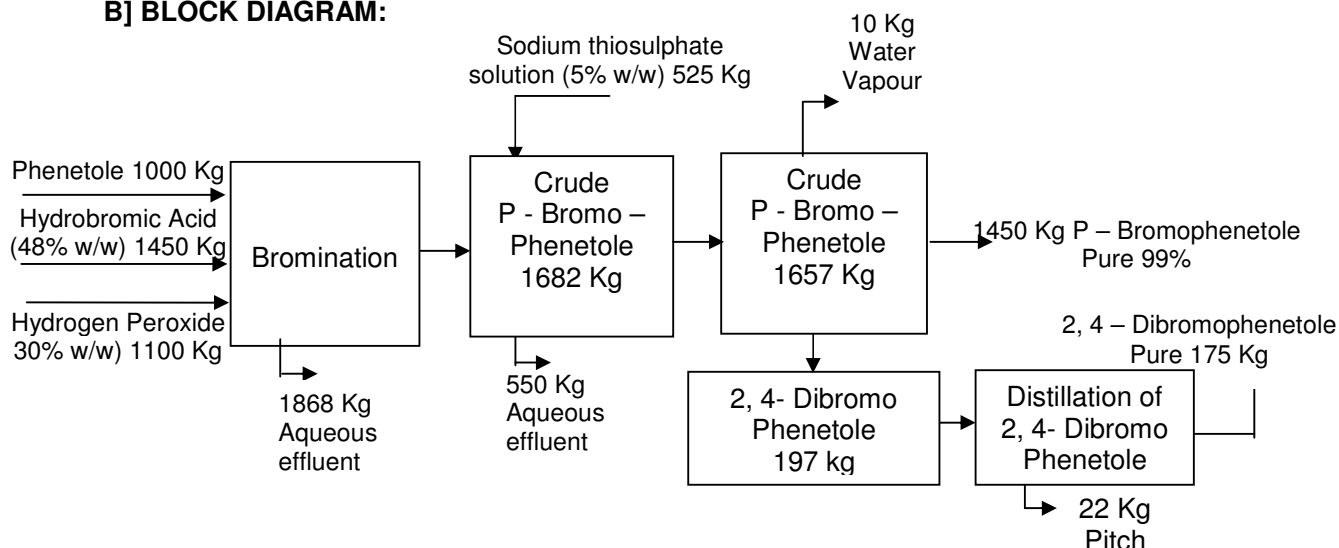 B] BLOCK DIAGRAM:
Sodium thiosulphate
solution (5% w/w) 525 Kg
10 Kg
Water
Vapour
Phenetole 1000 Kg
Hydrobromic Acid
(48% w/w) 1450 Kg
Hydrogen Peroxide
30% w/w) 1100 Kg
Bromination
1868 Kg
Aqueous
effluent
Crude
P - Bromo –
Phenetole
1682 Kg
550 Kg
Aqueous
effluent
Crude
P - Bromo –
Phenetole
1657 Kg
1450 Kg P – Bromophenetole
Pure 99%
2, 4- Dibromo
Phenetole
197 kg
Distillation of
2, 4- Dibromo
Phenetole
2, 4 – Dibromophenetole
Pure 175 Kg
22 Kg
Pitch